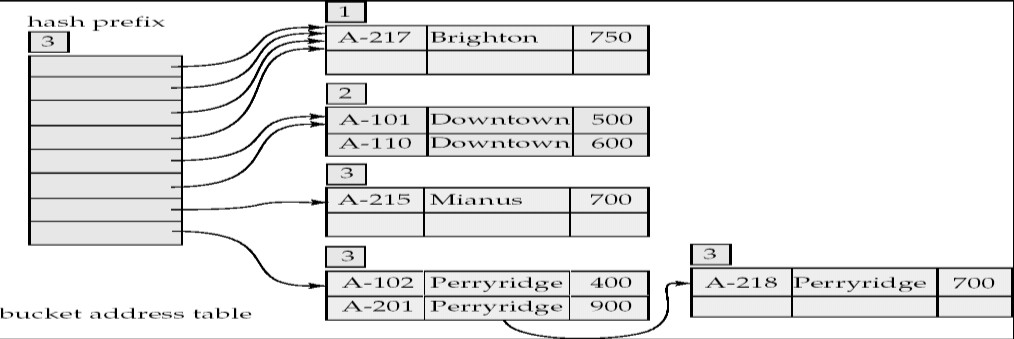 hash prefix
3
1
A-217 Brighton 750
2
A-101 Downtown 500
A-110 Downtown 600
3
A-215 Mianus 700
3
A-102 Perryridge 400
A-201 Perryridge 900
3
A-218 Perryridge 700
bucket address table